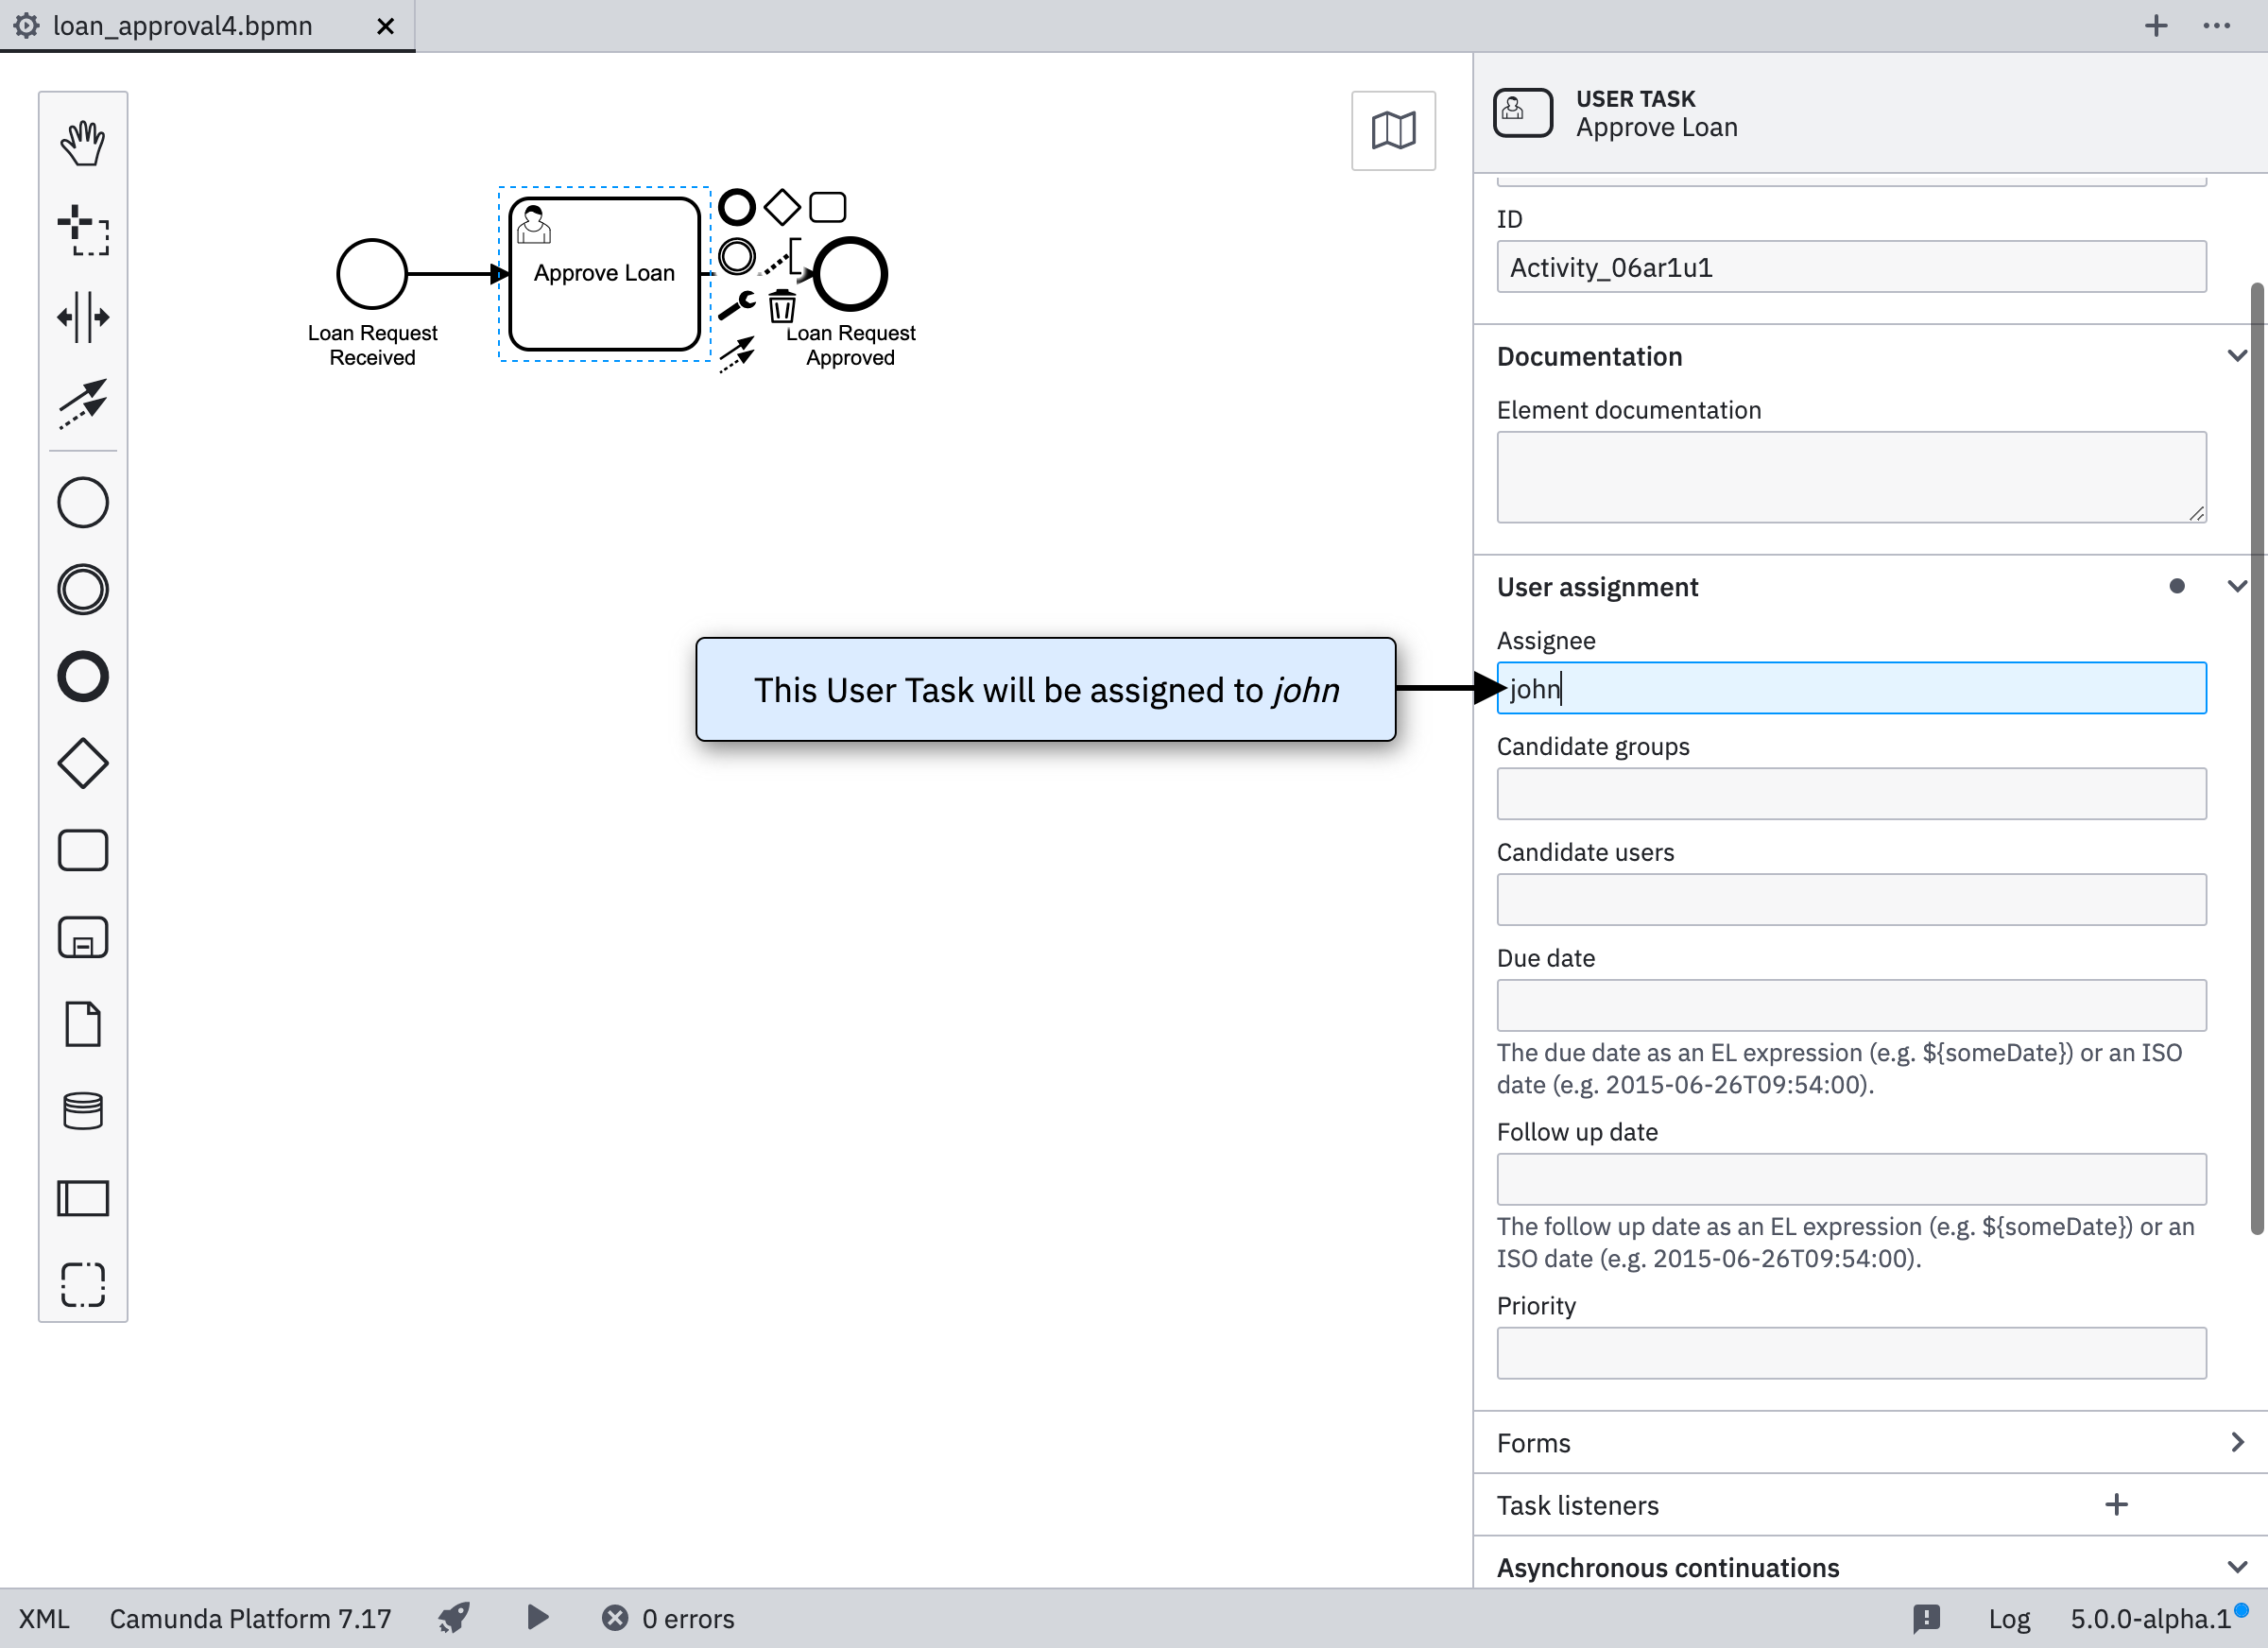 loan_approval4.bpmn
USER TASK
Approve Loan
Approve Loan
Loan Request
Received
Loan Request
Approved
ID
Activity_06ar1u1
Documentation
Element documentation
User assignment
Assignee
This User Task will be assigned to john
john
Candidate groups
Candidate users
Due date
The due date as an EL expression (e.g. ${someDate}) or an ISO
date (e.g. 2015-06-26T09:54:00).
Follow up date
The follow up date as an EL expression (e.g. ${someDate}) or an
ISO date (e.g. 2015-06-26T09:54:00).
Priority
Forms
Task listeners
Asynchronous continuations
XML Camunda Platform 7.17 0 errors Log 5.0.0-alpha.1